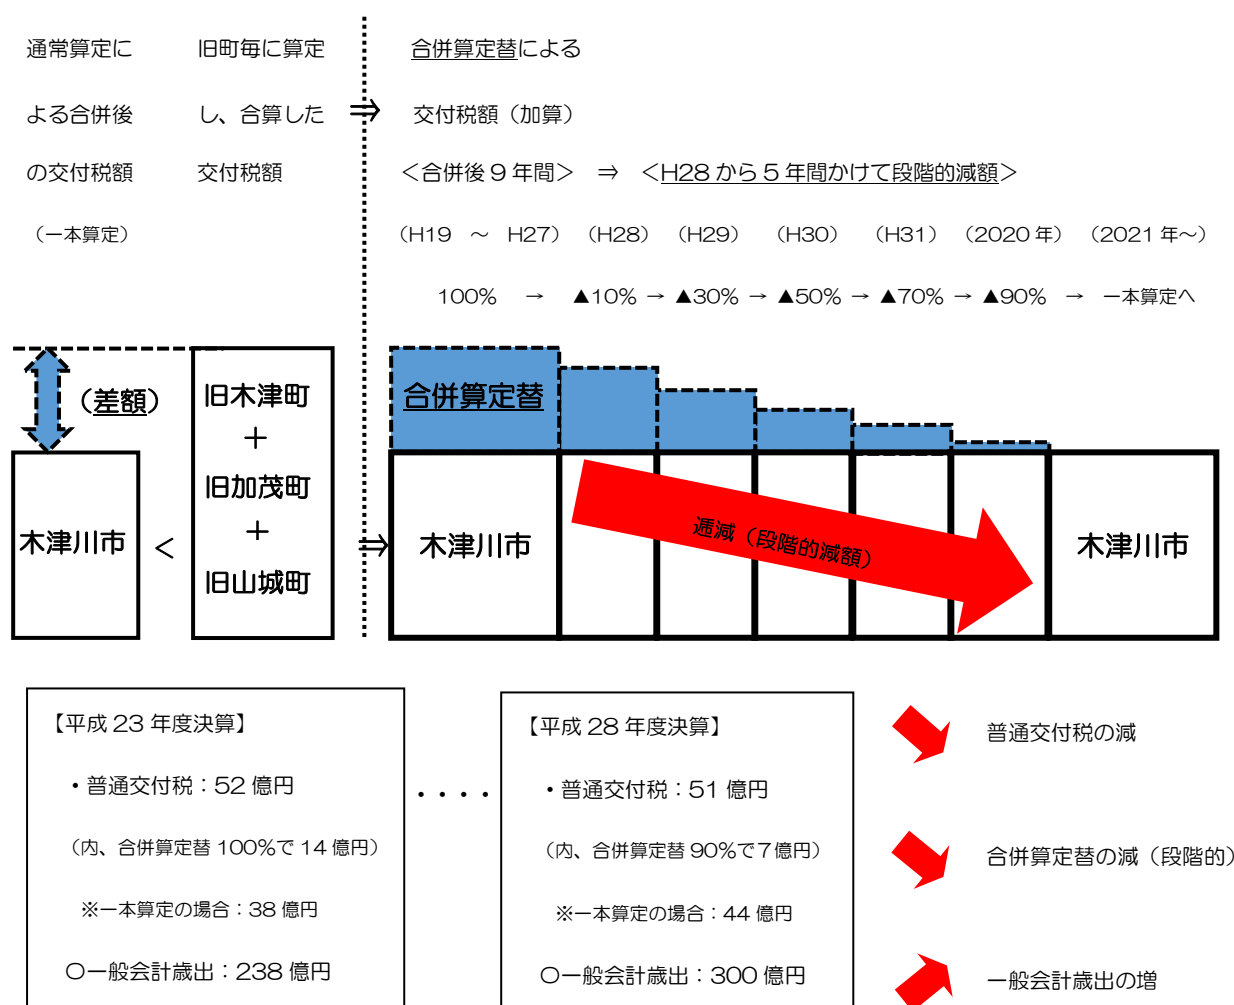 通常算定に
よる合併後
の交付税額
（一本算定）
旧町毎に算定
し、合算した
交付税額
⇒
合併算定替による
交付税額（加算）
＜合併後９年間＞ ⇒ ＜H28から５年間かけて段階的減額＞
（H19 ～ H27） （H28） （H29） （H30） （H31） （2020年） （2021年～）
100% → ▲10% → ▲30% → ▲50% → ▲70% → ▲90% → 一本算定へ
（差額）
木津川市
＜
旧木津町
＋
旧加茂町
＋
旧山城町
⇒
合併算定替
木津川市
逓減（段階的減額）
木津川市
【平成23年度決算】
・普通交付税：52億円
（内、合併算定替100％で14億円）
※一本算定の場合：38億円
〇一般会計歳出：238億円
・・・・
【平成28年度決算】
・普通交付税：51億円
（内、合併算定替90％で７億円）
※一本算定の場合：44億円
〇一般会計歳出：300億円
普通交付税の減
合併算定替の減（段階的）
一般会計歳出の増